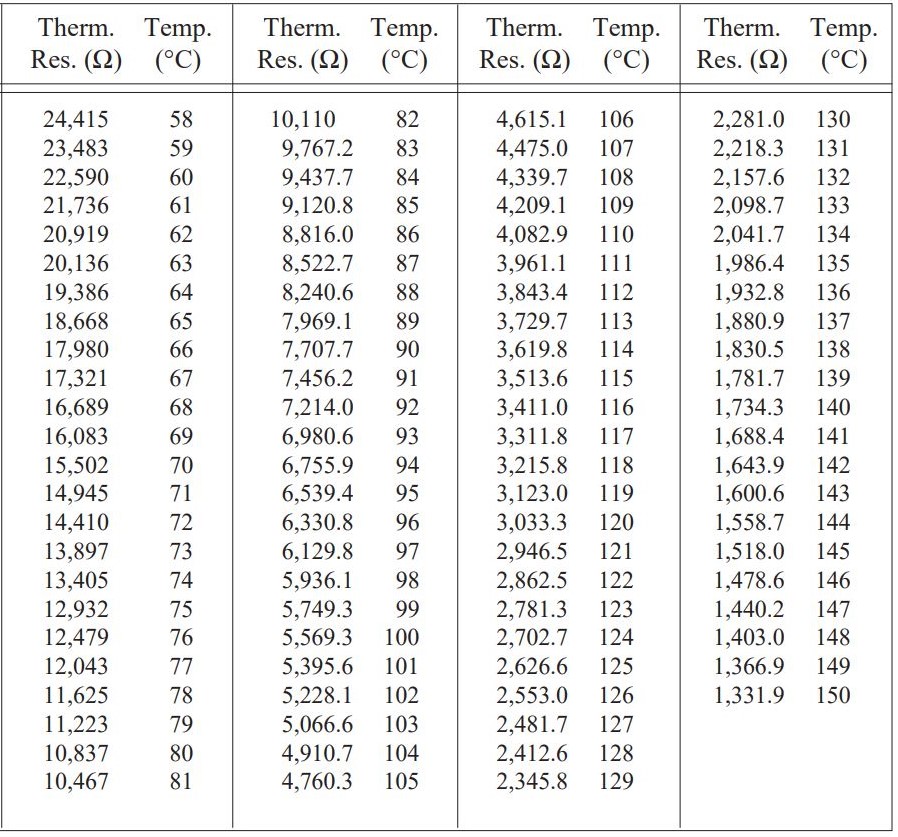 Therm. Temp. Therm. Temp. Therm. Temp. Therm. Temp.
Res. (Ω) (°C) Res. (Ω) (°C) Res. (Ω) (°C) Res. (Ω) (°C)
24,415 58 10,110 82 4,615.1 106 2,281.0 130
23,483 59 9,767.2 83 4,475.0 107 2,218.3 131
22,590 60 9,437.7 84 4,339.7 108 2,157.6 132
21,736 61 9,120.8 85 4,209.1 109 2,098.7 133
20,919 62 8,816.0 86 4,082.9 110 2,041.7 134
20,136 63 8,522.7 87 3,961.1 111 1,986.4 135
19,386 64 8,240.6 88 3,843.4 112 1,932.8 136
18,668 65 7,969.1 89 3,729.7 113 1,880.9 137
17,980 66 7,707.7 90 3,619.8 114 1,830.5 138
17,321 67 7,456.2 91 3,513.6 115 1,781.7 139
16,689 68 7,214.0 92 3,411.0 116 1,734.3 140
16,083 69 6,980.6 93 3,311.8 117 1,688.4 141
15,502 70 6,755.9 94 3,215.8 118 1,643.9 142
14,945 71 6,539.4 95 3,123.0 119 1,600.6 143
14,410 72 6,330.8 96 3,033.3 120 1,558.7 144
13,897 73 6,129.8 97 2,946.5 121 1,518.0 145
13,405 74 5,936.1 98 2,862.5 122 1,478.6 146
12,932 75 5,749.3 99 2,781.3 123 1,440.2 147
12,479 76 5,569.3 100 2,702.7 124 1,403.0 148
12,043 77 5,395.6 101 2,626.6 125 1,366.9 149
11,625 78 5,228.1 102 2,553.0 126 1,331.9 150
11,223 79 5,066.6 103 2,481.7 127
10,837 80 4,910.7 104 2,412.6 128
10,467 81 4,760.3 105 2,345.8 129